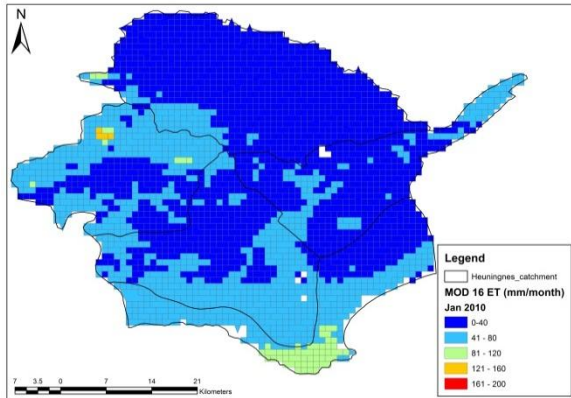 N
Legend
Heuningnes_catchment
MOD 16 ET (mm/month)
Jan 2010
0-40
41 - 80
81 - 120
121 - 160
161 - 200
7 3.5 0 7 14 21
Kilometers